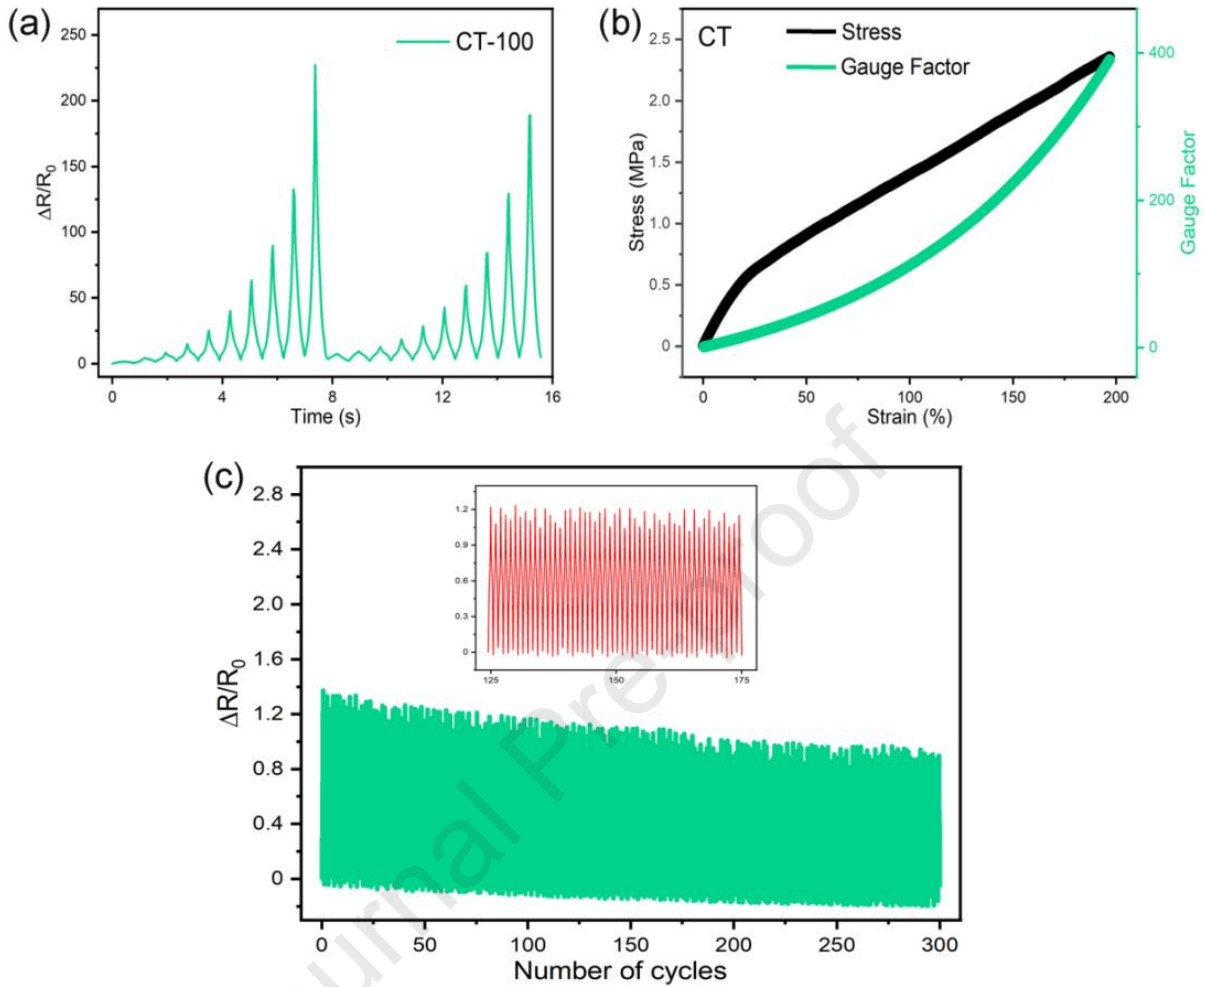 (a)
250
200
150
100
50
0
ΔR/R0
CT-100
0 4 8 12 16
Time (s)
(b)
CT
Stress
Gauge Factor
2.5
2.0
1.5
1.0
0.5
0
Stress (MPa)
400
200
0
Gauge Factor
0 50 100 150 200
Strain (%)
(c)
2.8
2.4
2.0
1.6
1.2
0.8
0.4
0
ΔR/R0
1.2
0.9
0.6
0.3
0
125 150 175
0 50 100 150 200 250 300
Number of cycles
urnal Pre-proof